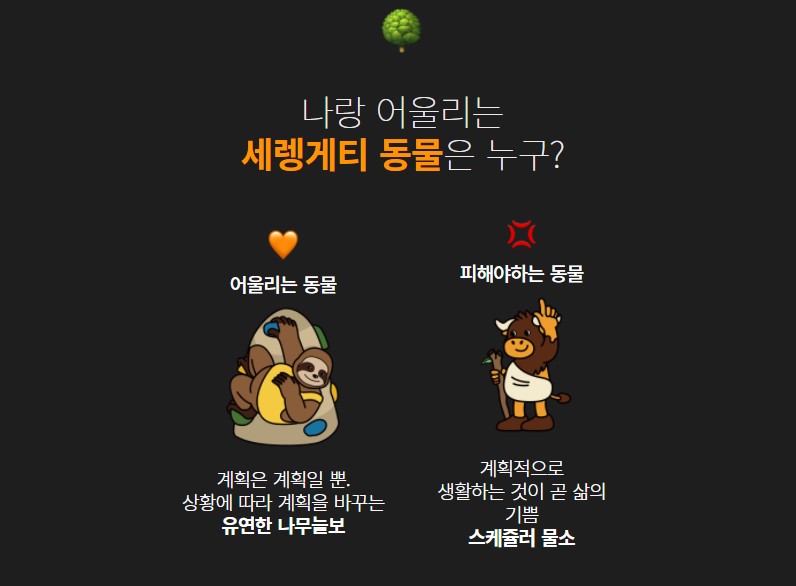 나랑 어울리는
세렝게티 동물은 누구?
어울리는 동물
계획은 계획일 뿐.
상황에 따라 계획을 바꾸는
유연한 나무늘보
피해야하는 동물
계획적으로
생활하는 것이 곧 삶의
기쁨
스케쥴러 물소